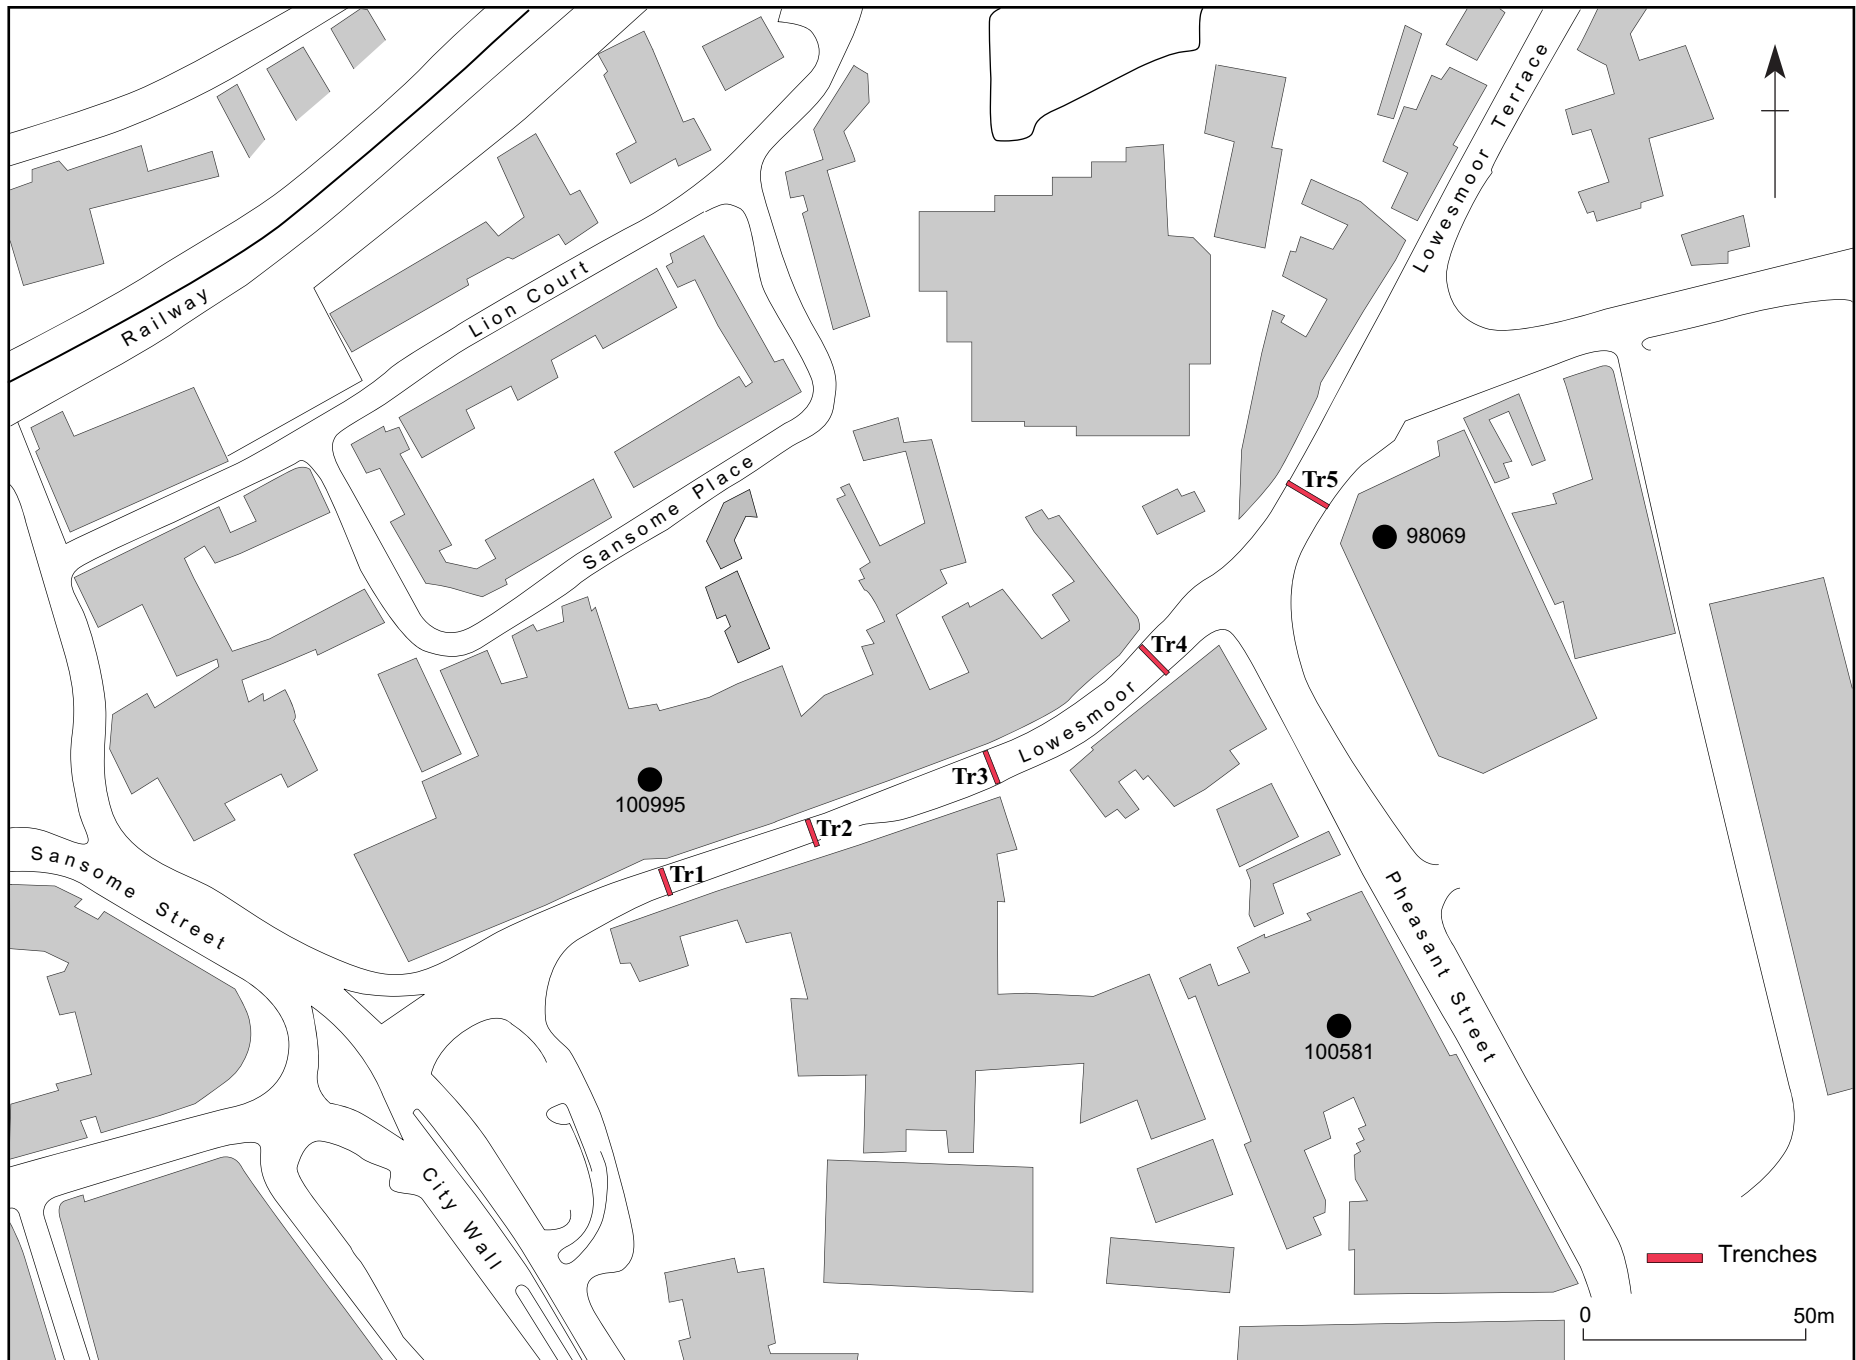 Lowesmoor Terrace
Railway
Lion Court
Sansome Place
Tr5
98069
Tr4
Lowesmoor
Tr3
100995
Tr2
Tr1
Sansome Street
Pheasant Street
100581
City Wall
Trenches
0 50m